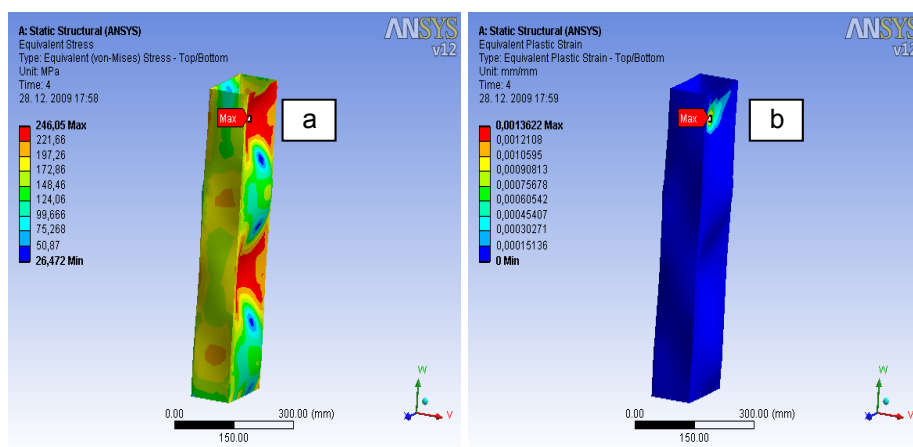 A: Static Structural (ANSYS)
Equivalent Stress
Type: Equivalent (von-Mises) Stress - Top/Bottom
Unit: MPa
Time: 4
28. 12. 2009 17:58
ANSYS
v12
246,05 Max
221,66
197,26
172,86
148,46
124,06
99,666
75,268
50,87
26,472 Min
Max
a
0.00
300.00 (mm)
150.00
W
X
V
A: Static Structural (ANSYS)
Equivalent Plastic Strain
Type: Equivalent Plastic Strain - Top/Bottom
Unit: mm/mm
Time: 4
28. 12. 2009 17:59
ANSYS
v12
0,0013622 Max
0,0012108
0,0010595
0,00090813
0,00075678
0,00060542
0,00045407
0,00030271
0,00015136
0 Min
Max
b
0.00
300.00 (mm)
150.00
W
X
V